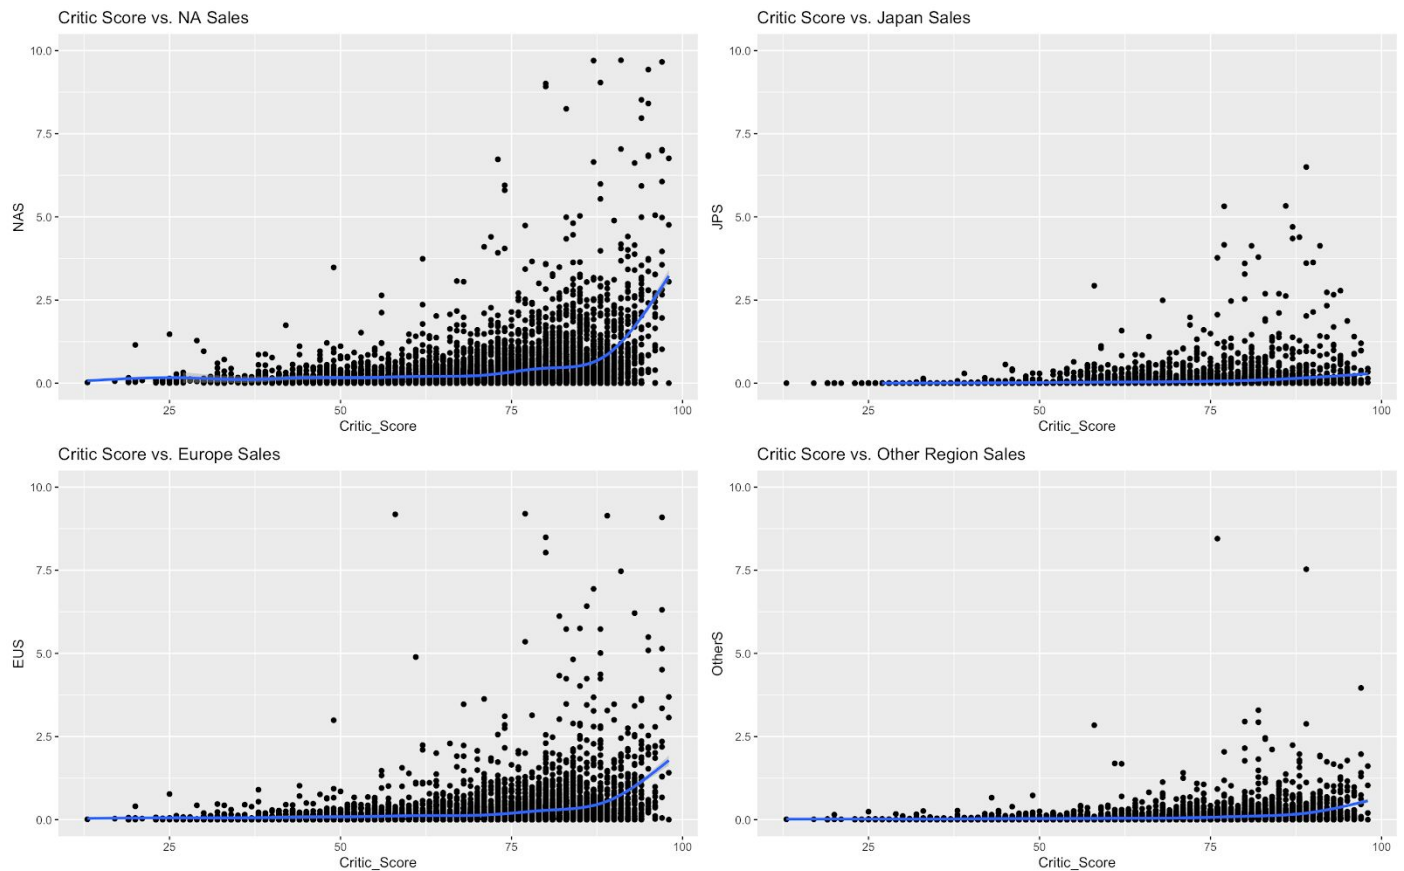 Critic Score vs. NA Sales
10.0
7.5
5.0
2.5
0.0
NAS
25 50 75 100
Critic_Score
Critic Score vs. Japan Sales
10.0
7.5
5.0
2.5
0.0
JPS
25 50 75 100
Critic_Score
Critic Score vs. Europe Sales
10.0
7.5
5.0
2.5
0.0
EUS
25 50 75 100
Critic_Score
Critic Score vs. Other Region Sales
10.0
7.5
5.0
2.5
0.0
OtherS
25 50 75 100
Critic_Score